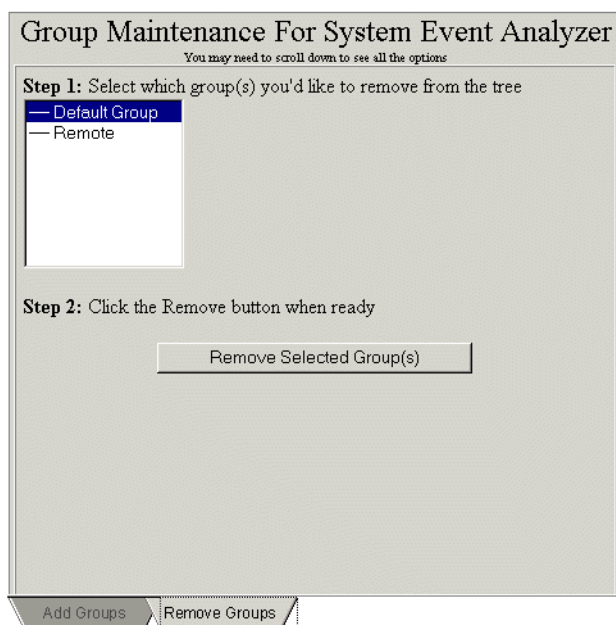 Group Maintenance For System Event Analyzer
You may need to scroll down to see all the options
Step 1: Select which group(s) you'd like to remove from the tree
Default Group
Remote
Step 2: Click the Remove button when ready
Remove Selected Group(s)
Add Groups Remove Groups